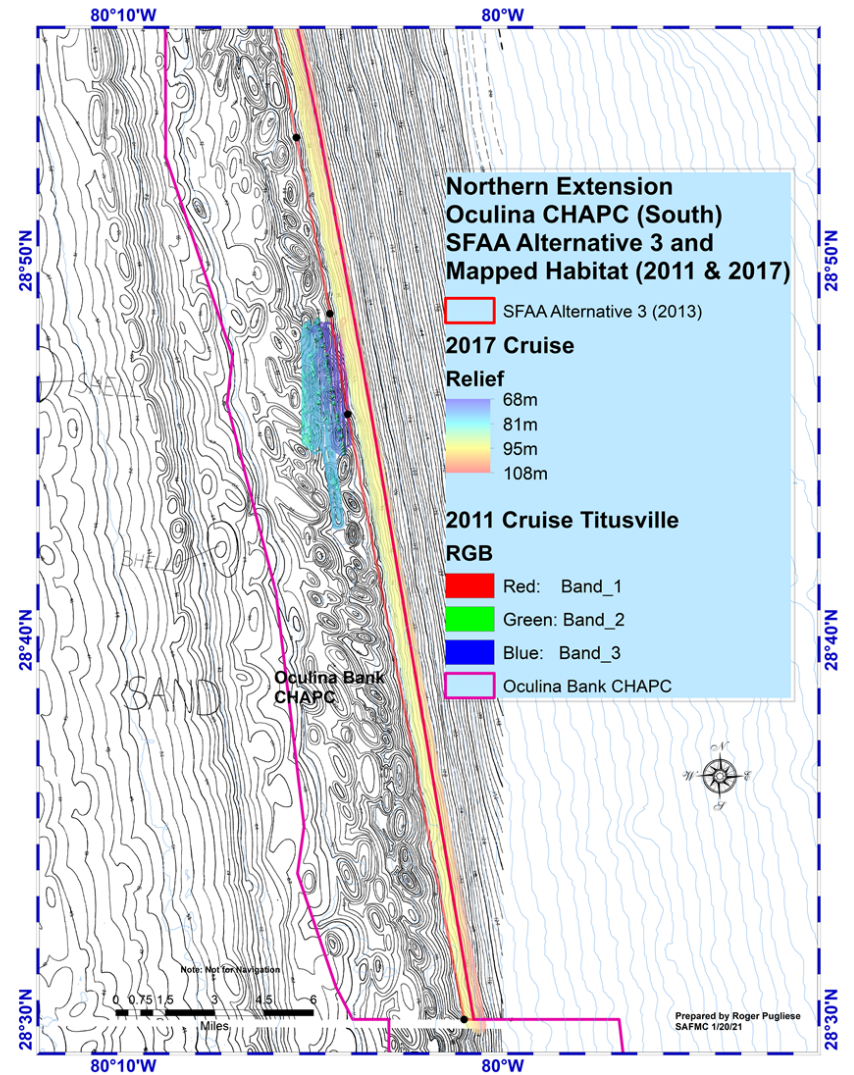 80°10'W 80°W
28°50'N 28°50'N
Northern Extension
Oculina CHAPC (South)
SFAA Alternative 3 and
Mapped Habitat (2011 & 2017)
SFAA Alternative 3 (2013)
2017 Cruise
Relief
68m
81m
95m
108m
SHELL
2011 Cruise Titusville
RGB
SHELL
Red: Band_1
Green: Band_2
Blue: Band_3
28°40'N 28°40'N
Oculina Bank CHAPC
Oculina Bank
CHAPC
SAND
N
W E
S
Note: Not for Navigation
0 0.75 1.5 3 4.5 6
Miles
Prepared by Roger Pugliese
SAFMC 1/20/21
28°30'N 28°30'N
80°10'W 80°W